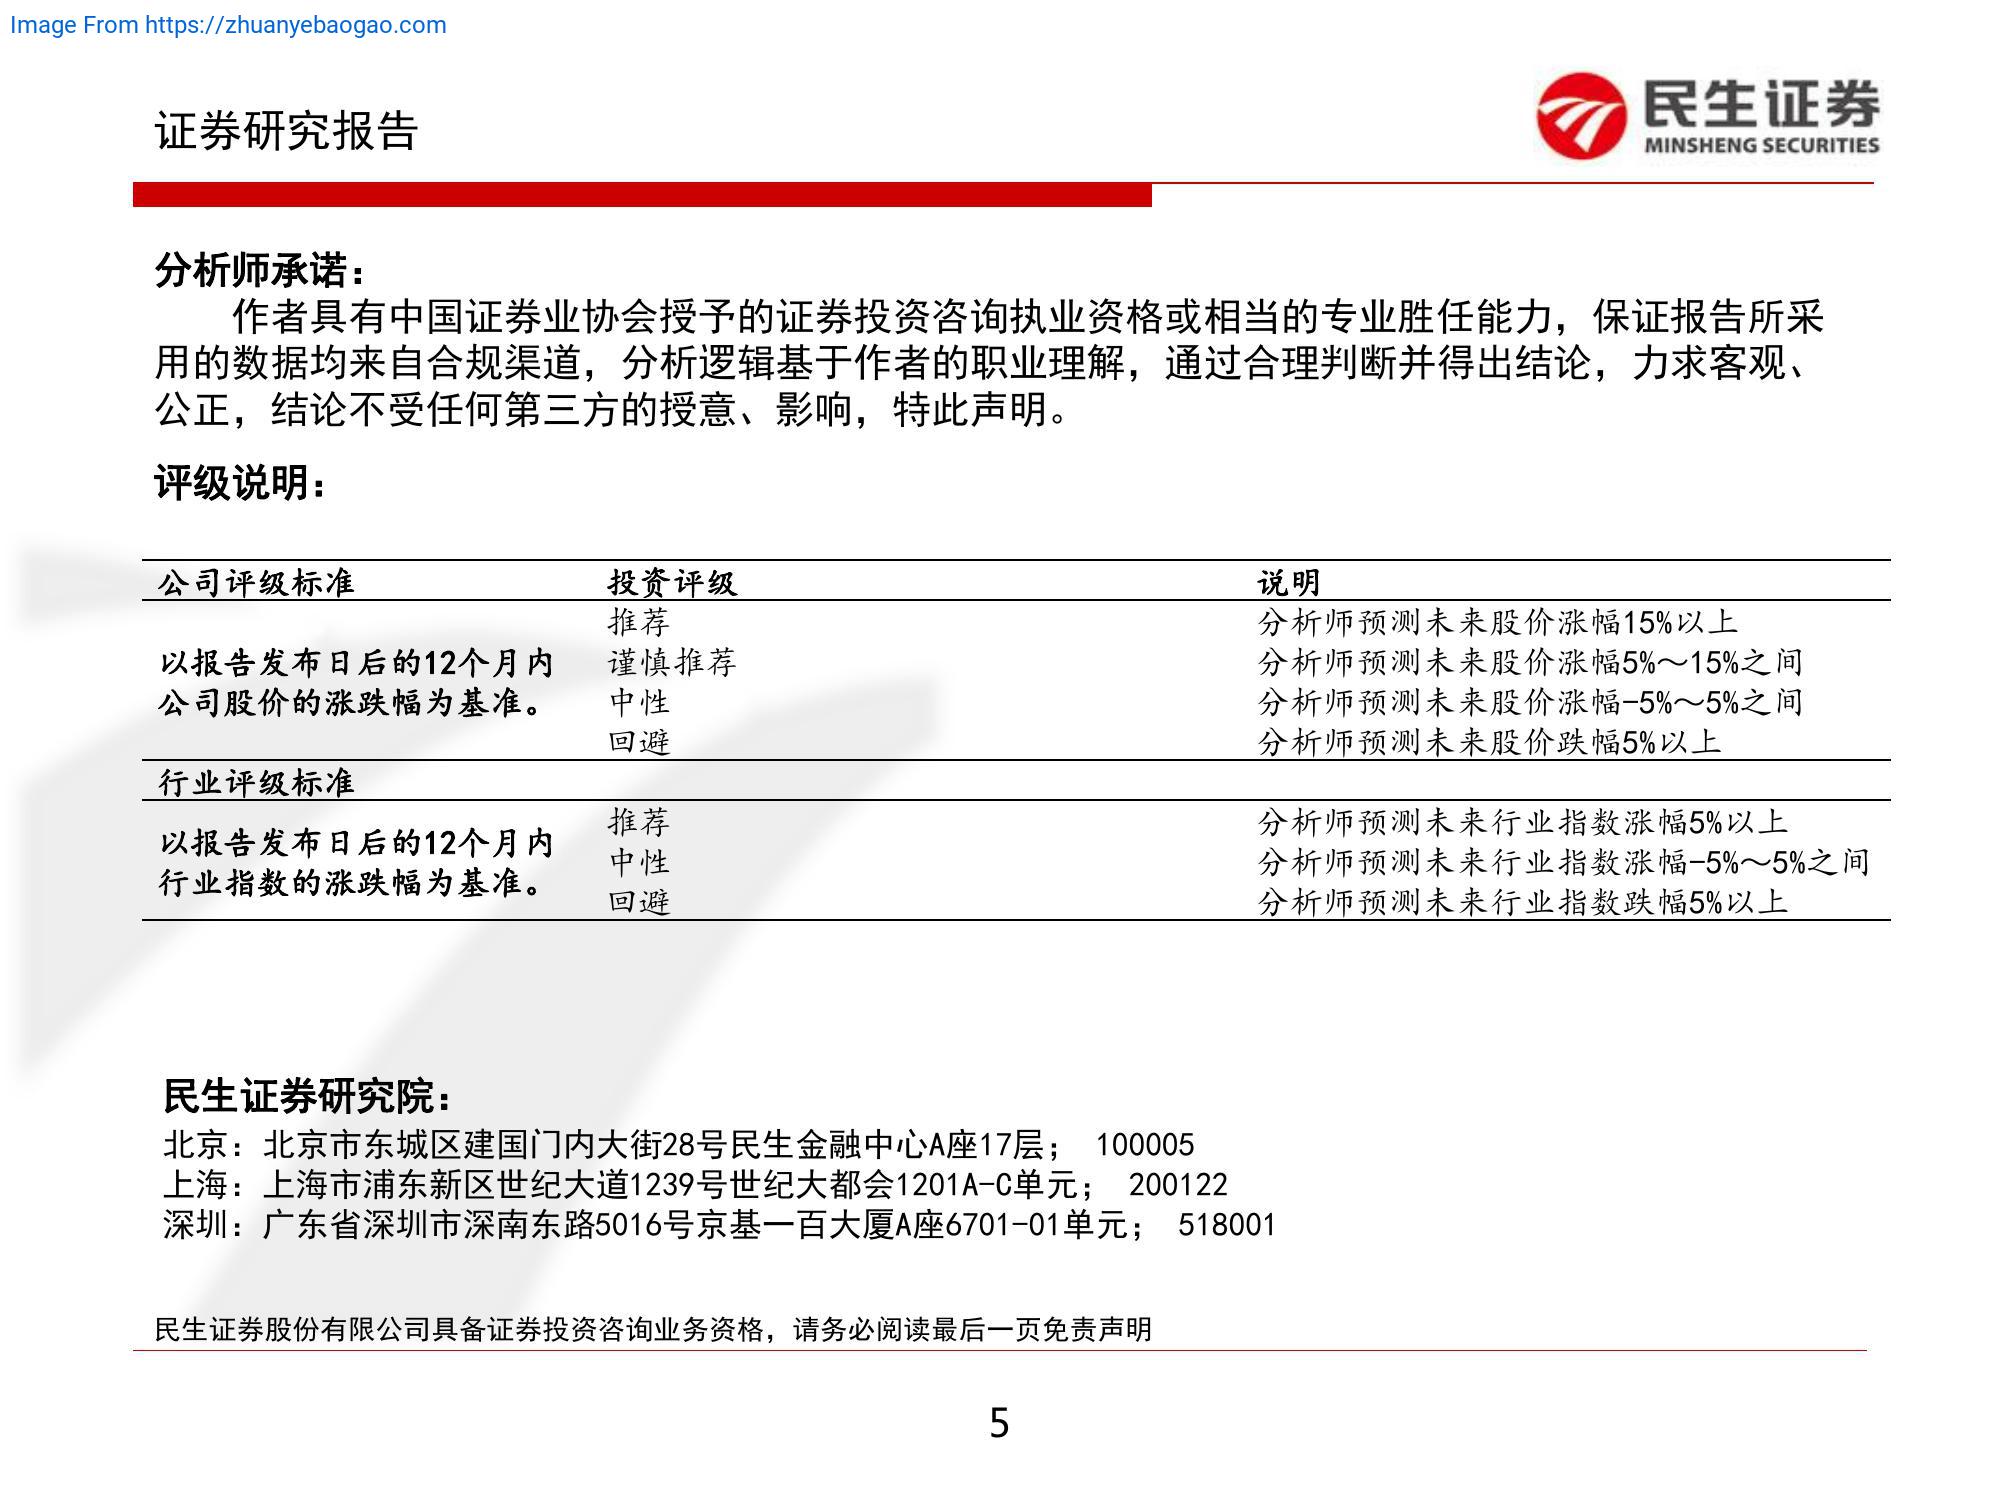 Image From https://zhuanyebaogao.com
证券研究报告
民生证券
MINSHENG SECURITIES
分析师承诺：
作者具有中国证券业协会授予的证券投资咨询执业资格或相当的专业胜任能力，保证报告所采
用的数据均来自合规渠道，分析逻辑基于作者的职业理解，通过合理判断并得出结论，力求客观、
公正，结论不受任何第三方的授意、影响，特此声明。
评级说明：
公司评级标准 投资评级 说明
推荐 分析师预测未来股价涨幅15%以上
以报告发布日后的12个月内 谨慎推荐 分析师预测未来股价涨幅5%～15%之间
公司股价的涨跌幅为基准。 中性 分析师预测未来股价涨幅-5%～5%之间
回避 分析师预测未来股价跌幅5%以上
行业评级标准
推荐 分析师预测未来行业指数涨幅5%以上
以报告发布日后的12个月内 中性 分析师预测未来行业指数涨幅-5%～5%之间
行业指数的涨跌幅为基准。 回避 分析师预测未来行业指数跌幅5%以上
民生证券研究院：
北京：北京市东城区建国门内大街28号民生金融中心A座17层； 100005
上海：上海市浦东新区世纪大道1239号世纪大都会1201A-C单元； 200122
深圳：广东省深圳市深南东路5016号京基一百大厦A座6701-01单元； 518001
民生证券股份有限公司具备证券投资咨询业务资格，请务必阅读最后一页免责声明
5